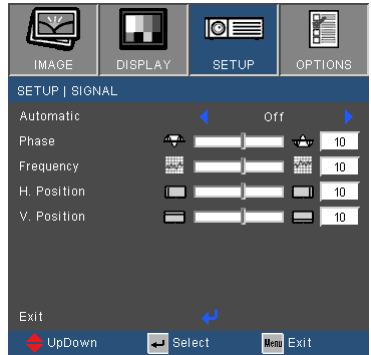 IMAGE DISPLAY SETUP OPTIONS
SETUP | SIGNAL
Automatic Off
Phase 10
Frequency 10
H. Position 10
V. Position 10
Exit
UpDown Select Menu Exit